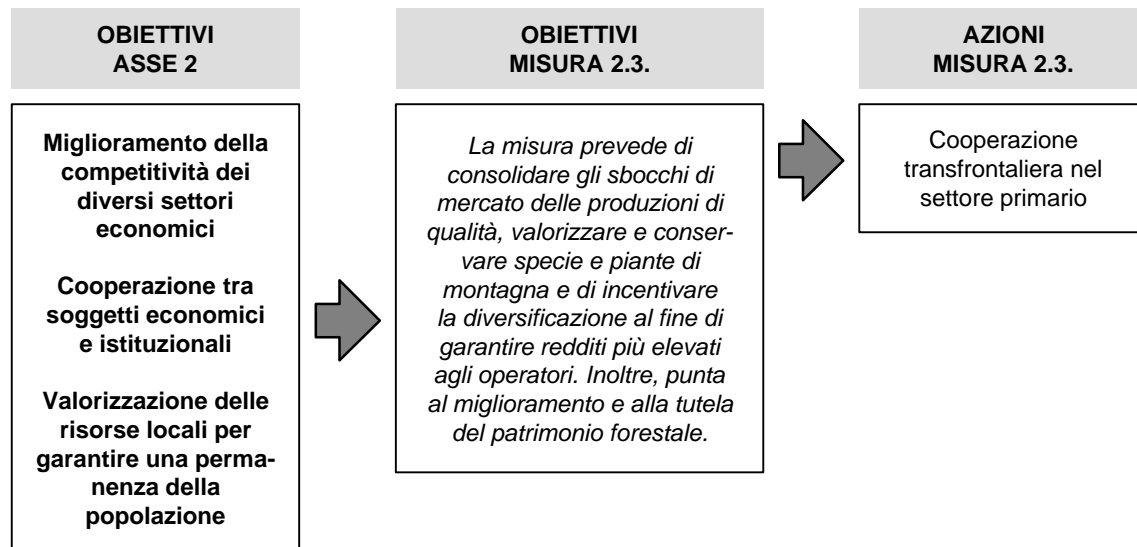 OBIETTIVI
ASSE 2
Miglioramento della
competitività dei
diversi settori
economici
Cooperazione tra
soggetti economici
e istituzionali
Valorizzazione delle
risorse locali per
garantire una perma-
nenza della
popolazione
OBIETTIVI
MISURA 2.3.
La misura prevede di
consolidare gli sbocchi di
mercato delle produzioni di
qualità, valorizzare e conser-
vare specie e piante di
montagna e di incentivare
la diversificazione al fine di
garantire redditi più elevati
agli operatori. Inoltre, punta
al miglioramento e alla tutela
del patrimonio forestale.
AZIONI
MISURA 2.3.
Cooperazione
transfrontaliera nel
settore primario